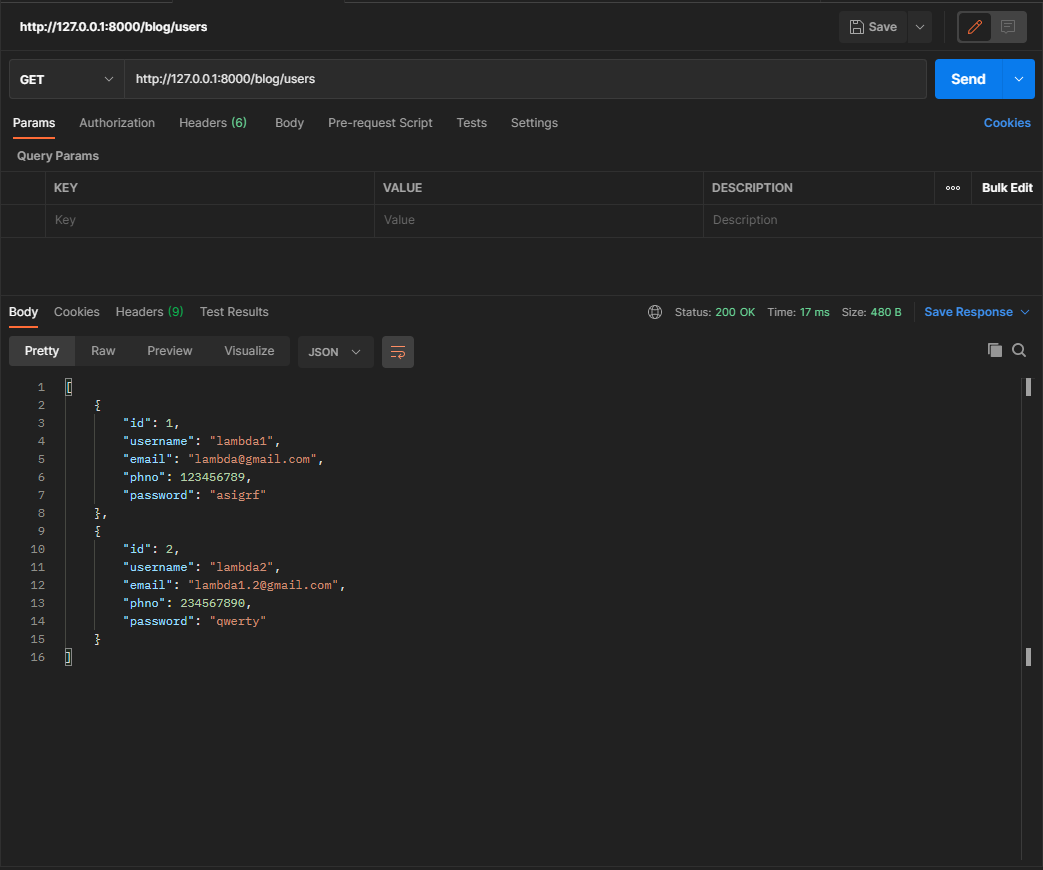 http://127.0.0.1:8000/blog/users Save
GET http://127.0.0.1:8000/blog/users Send
Params Authorization Headers (6) Body Pre-request Script Tests Settings Cookies
Query Params
KEY VALUE DESCRIPTION ooo Bulk Edit
Key Value Description
Body Cookies Headers (9) Test Results Status: 200 OK Time: 17 ms Size: 480 B Save Response
Pretty Raw Preview Visualize JSON
1 [
2 {
3 "id": 1,
4 "username": "lambda1",
5 "email": "lambda@gmail.com",
6 "phno": 123456789,
7 "password": "asigrf"
8 },
9 {
10 "id": 2,
11 "username": "lambda2",
12 "email": "lambda1.2@gmail.com",
13 "phno": 234567890,
14 "password": "qwerty"
15 }
16 ]